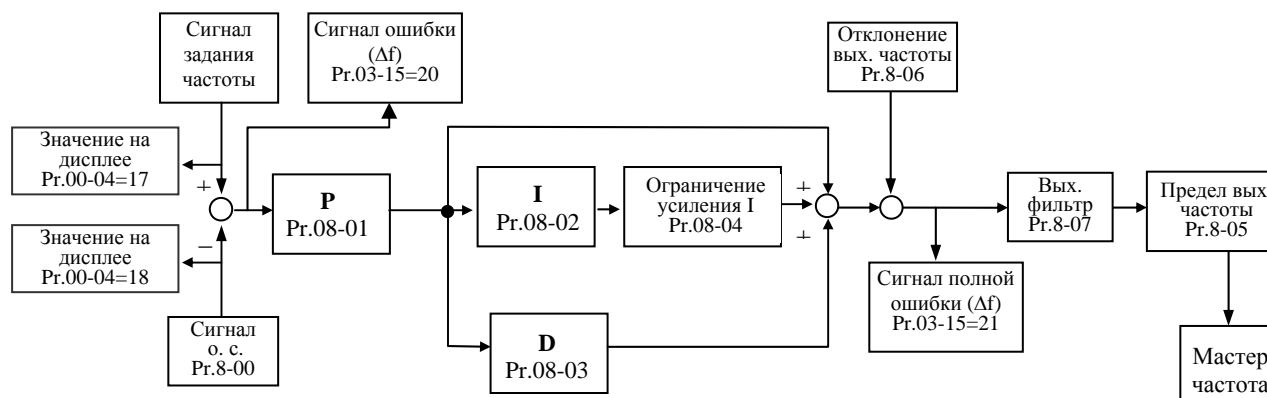 Сигнал
задания
частоты
Сигнал ошибки
(Δf)
Pr.03-15=20
Отклонение
вых. частоты
Pr.8-06
Значение на
дисплее
Pr.00-04=17
+
P
Pr.08-01
I
Pr.08-02
Ограничение
усиления I
Pr.08-04
+
+
Вых.
фильтр
Pr.8-07
Предел вых.
частоты
Pr.8-05
Значение на
дисплее
Pr.00-04=18
−
Сигнал
о. с.
Pr.8-00
D
Pr.08-03
Сигнал полной
ошибки (Δf)
Pr.03-15=21
Мастер
частота